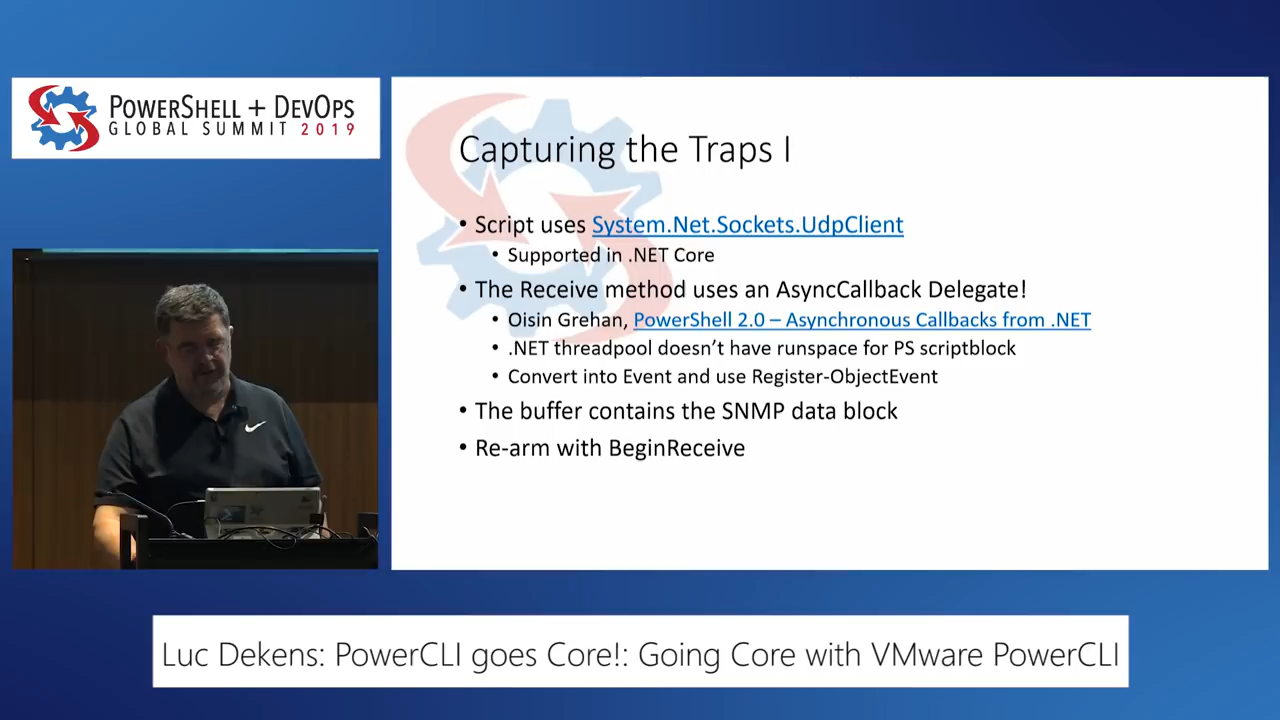 POWERSHELL + DEVOPS
GLOBAL SUMMIT 2019
Capturing the Traps I
• Script uses System.Net.Sockets.UdpClient
• Supported in .NET Core
• The Receive method uses an AsyncCallback Delegate!
• Oisin Grehan, PowerShell 2.0 – Asynchronous Callbacks from .NET
• .NET threadpool doesn't have runspace for PS scriptblock
• Convert into Event and use Register-ObjectEvent
• The buffer contains the SNMP data block
• Re-arm with BeginReceive
Luc Dekens: PowerCLI goes Core!: Going Core with VMware PowerCLI